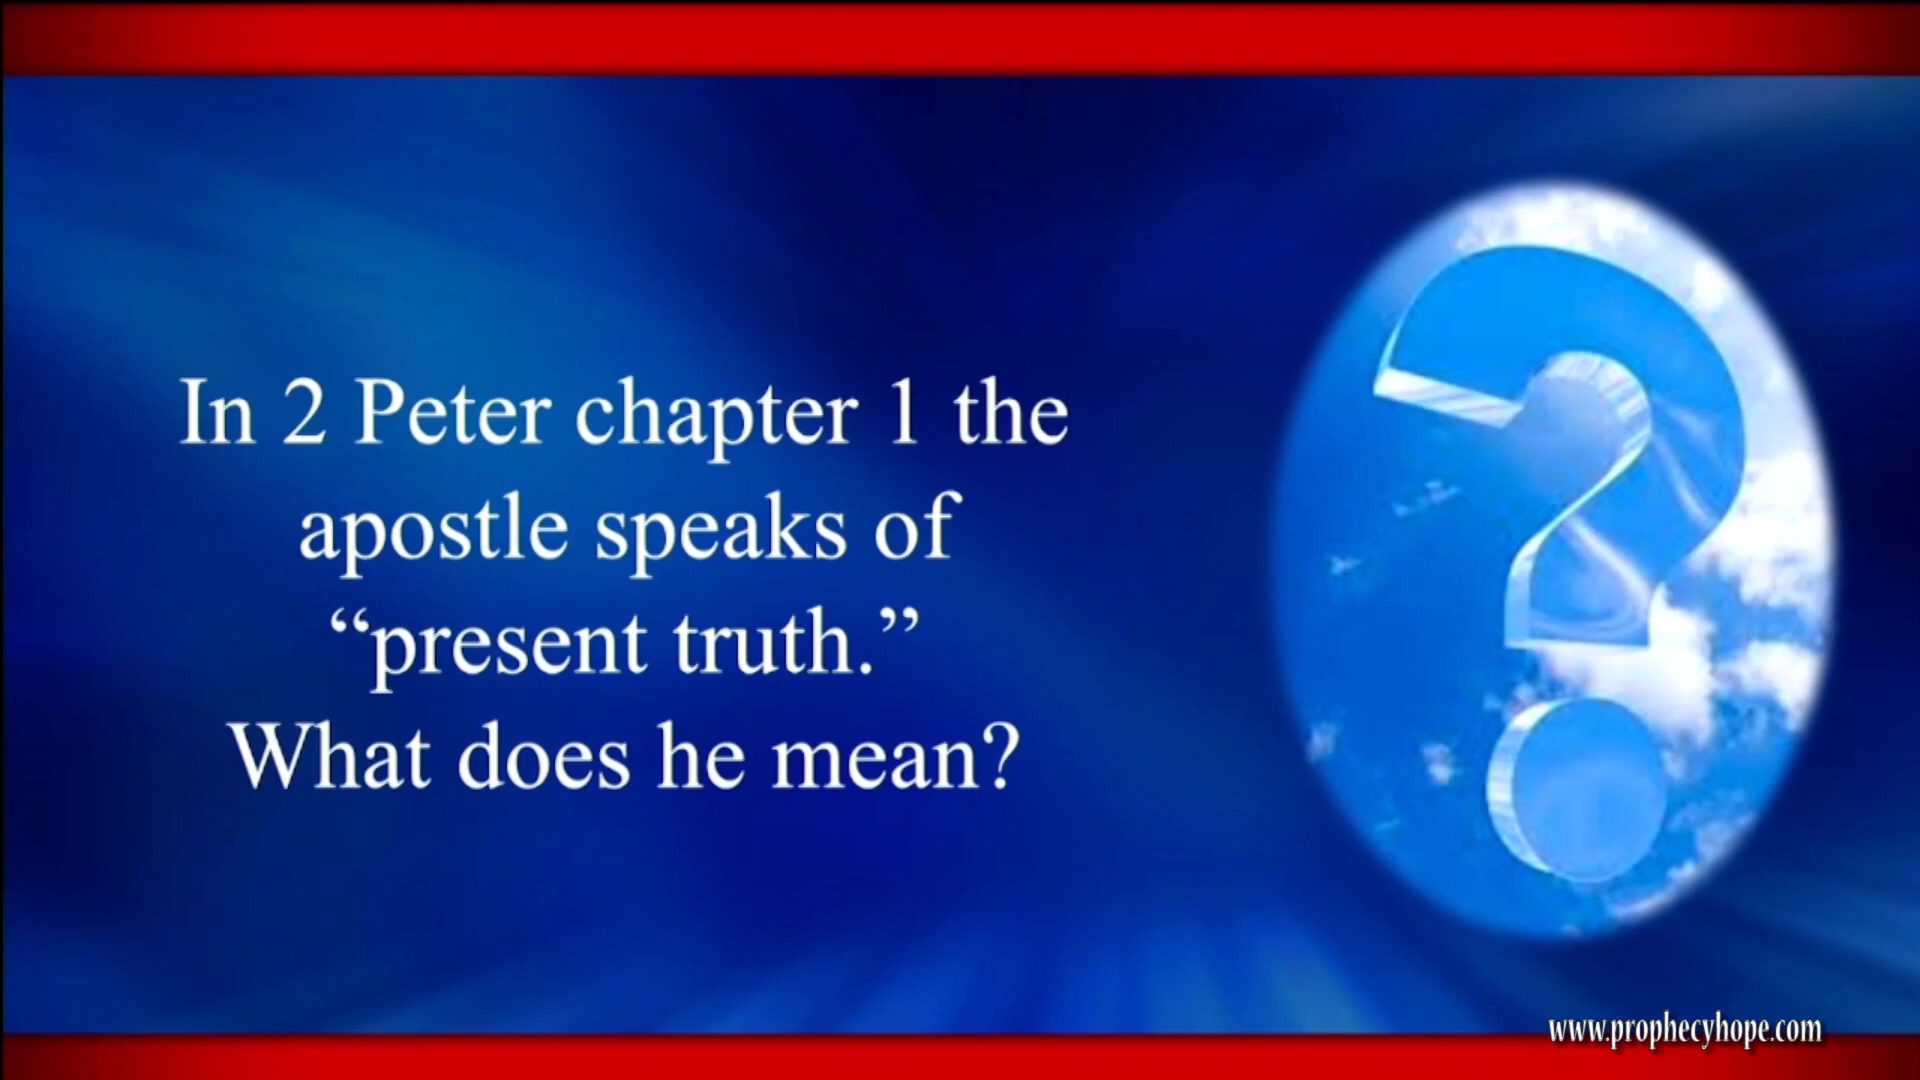 In 2 Peter chapter 1 the
apostle speaks of
“present truth.”
What does he mean?
www.prophecyhope.com